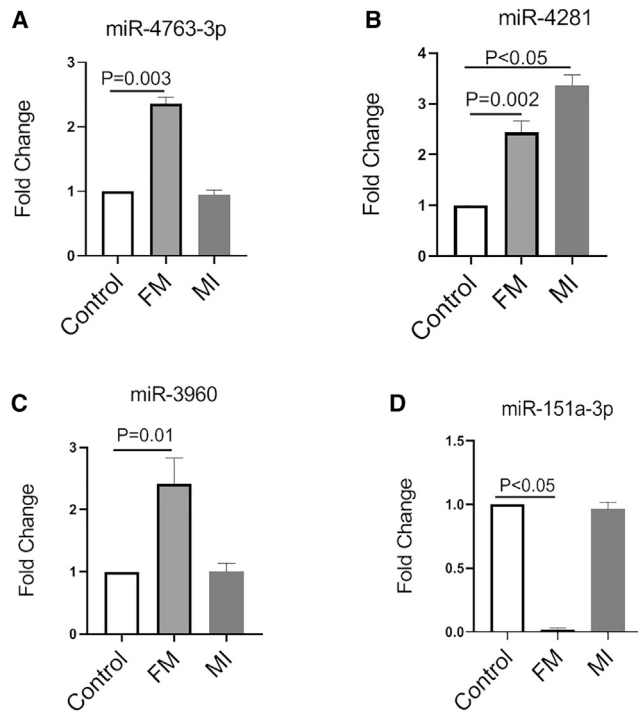 A
miR-4763-3p
P=0.003
Fold Change
3
2
1
0
Control
FM
MI
B
miR-4281
P<0.05
P=0.002
Fold Change
4
3
2
1
0
Control
FM
MI
C
miR-3960
P=0.01
Fold Change
3
2
1
0
Control
FM
MI
D
miR-151a-3p
P<0.05
Fold Change
1.5
1.0
0.5
0.0
Control
FM
MI